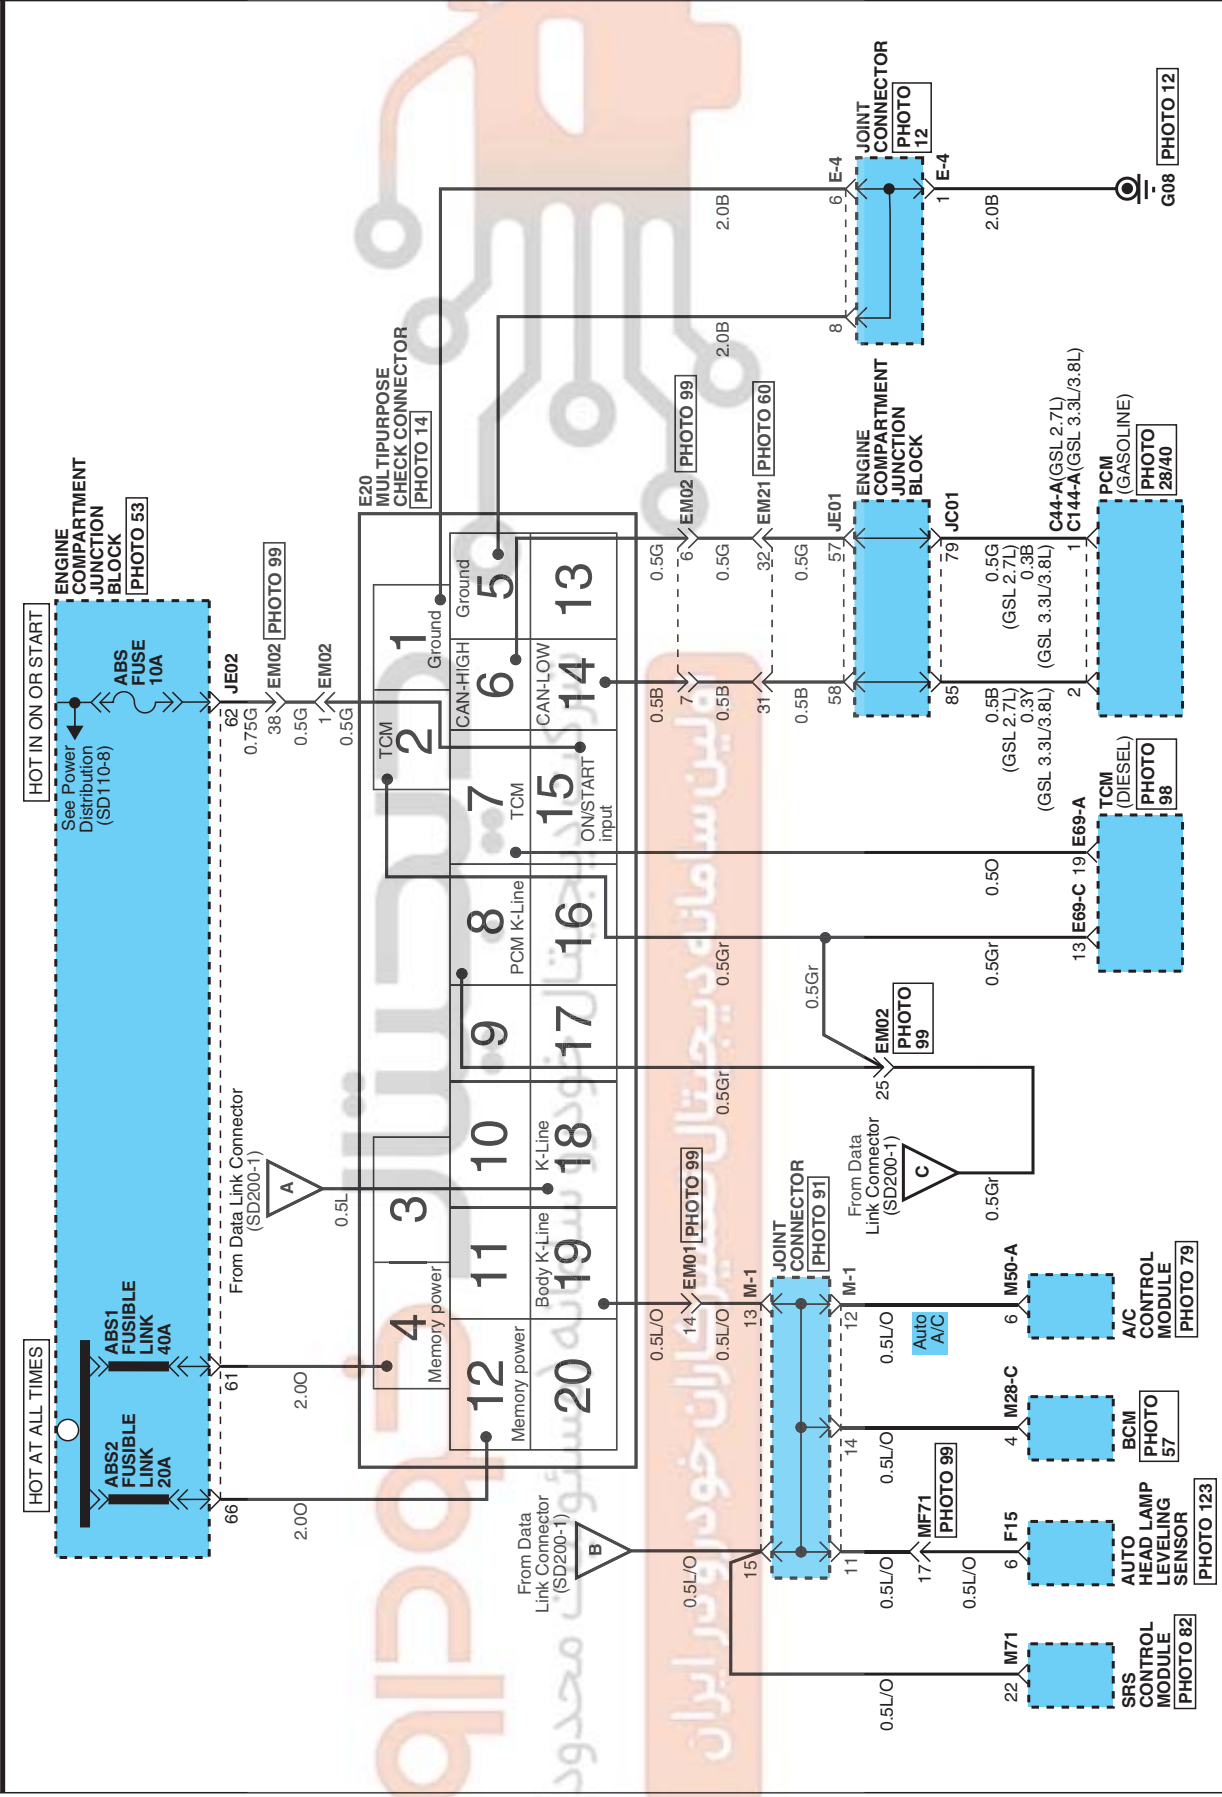 HOT AT ALL TIMES
HOT IN ON OR START
ABS2
FUSIBLE
LINK
20A
ABS1
FUSIBLE
LINK
40A
See Power
Distribution
(SD110-8)
ABS
FUSE
10A
ENGINE
COMPARTMENT
JUNCTION
BLOCK
PHOTO 53
66
61
62
JE02
0.75G
38
EM02
PHOTO 99
0.5G
1
EM02
0.5G
2.0O
2.0O
From Data Link Connector
(SD200-1)
A
0.5L
E20
MULTIPURPOSE
CHECK CONNECTOR
PHOTO 14
4
Memory power
3
2
TCM
1
Ground
12
Memory power
11
10
9
8
PCM K-Line
7
TCM
6
CAN-HIGH
5
Ground
20
19
Body K-Line
18
K-Line
17
16
15
ON/START
input
14
CAN-LOW
13
From Data
Link Connector
(SD200-1)
B
0.5L/O
0.5L/O
14
EM01
PHOTO 99
0.5L/O
15
13
M-1
JOINT
CONNECTOR
PHOTO 91
11
14
12
M-1
0.5L/O
0.5L/O
0.5L/O
0.5L/O
Auto
A/C
17
MF71
PHOTO 99
0.5L/O
22
M71
6
F15
4
M28-C
6
M50-A
SRS
CONTROL
MODULE
PHOTO 82
AUTO
HEAD LAMP
LEVELING
SENSOR
PHOTO 123
BCM
PHOTO
57
A/C
CONTROL
MODULE
PHOTO 79
0.5Gr
0.5Gr
0.5Gr
25
EM02
PHOTO
99
From Data
Link Connector
(SD200-1)
C
0.5Gr
0.5Gr
0.5O
13
E69-C
19
E69-A
TCM
(DIESEL)
PHOTO
98
0.5B
0.5G
7
6
EM02
PHOTO 99
0.5B
0.5G
31
32
EM21
PHOTO 60
0.5B
0.5G
58
57
JE01
ENGINE
COMPARTMENT
JUNCTION
BLOCK
85
79
JC01
0.5B
(GSL 2.7L)
0.3Y
(GSL 3.3L/3.8L)
0.5G
(GSL 2.7L)
0.3B
(GSL 3.3L/3.8L)
2
1
C44-A(GSL 2.7L)
C144-A(GSL 3.3L/3.8L)
PCM
(GASOLINE)
PHOTO
28/40
2.0B
2.0B
8
6
E-4
JOINT
CONNECTOR
PHOTO
12
1
E-4
2.0B
G08
PHOTO 12
اولین سامانه دیجیتال تعمیرکاران خودرو در ایران